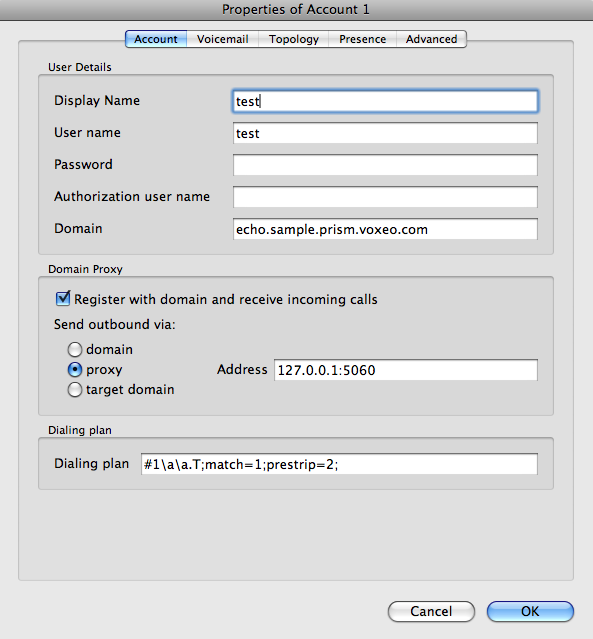 Properties of Account 1
Account Voicemail Topology Presence Advanced
User Details
Display Name test
User name test
Password
Authorization user name
Domain echo.sample.prism.voxeo.com
Domain Proxy
Register with domain and receive incoming calls
Send outbound via:
domain
proxy Address 127.0.0.1:5060
target domain
Dialing plan
Dialing plan #1\a\a.T;match=1;prestrip=2;
Cancel OK